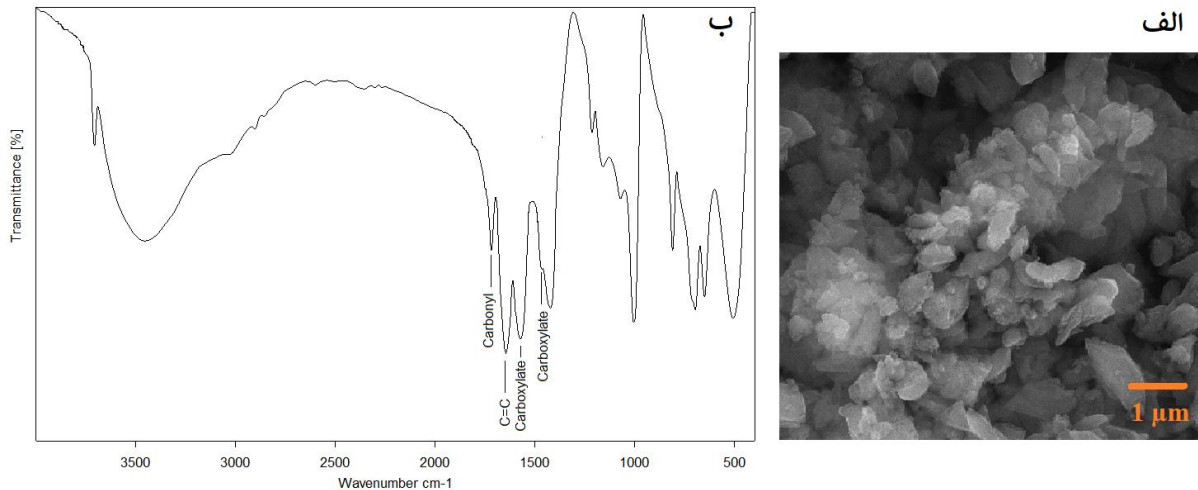 الف
1 µm
ب
Transmittance [%]
Carbonyl
C=C
Carboxylate
Carboxylate
3500 3000 2500 2000 1500 1000 500
Wavenumber cm-1